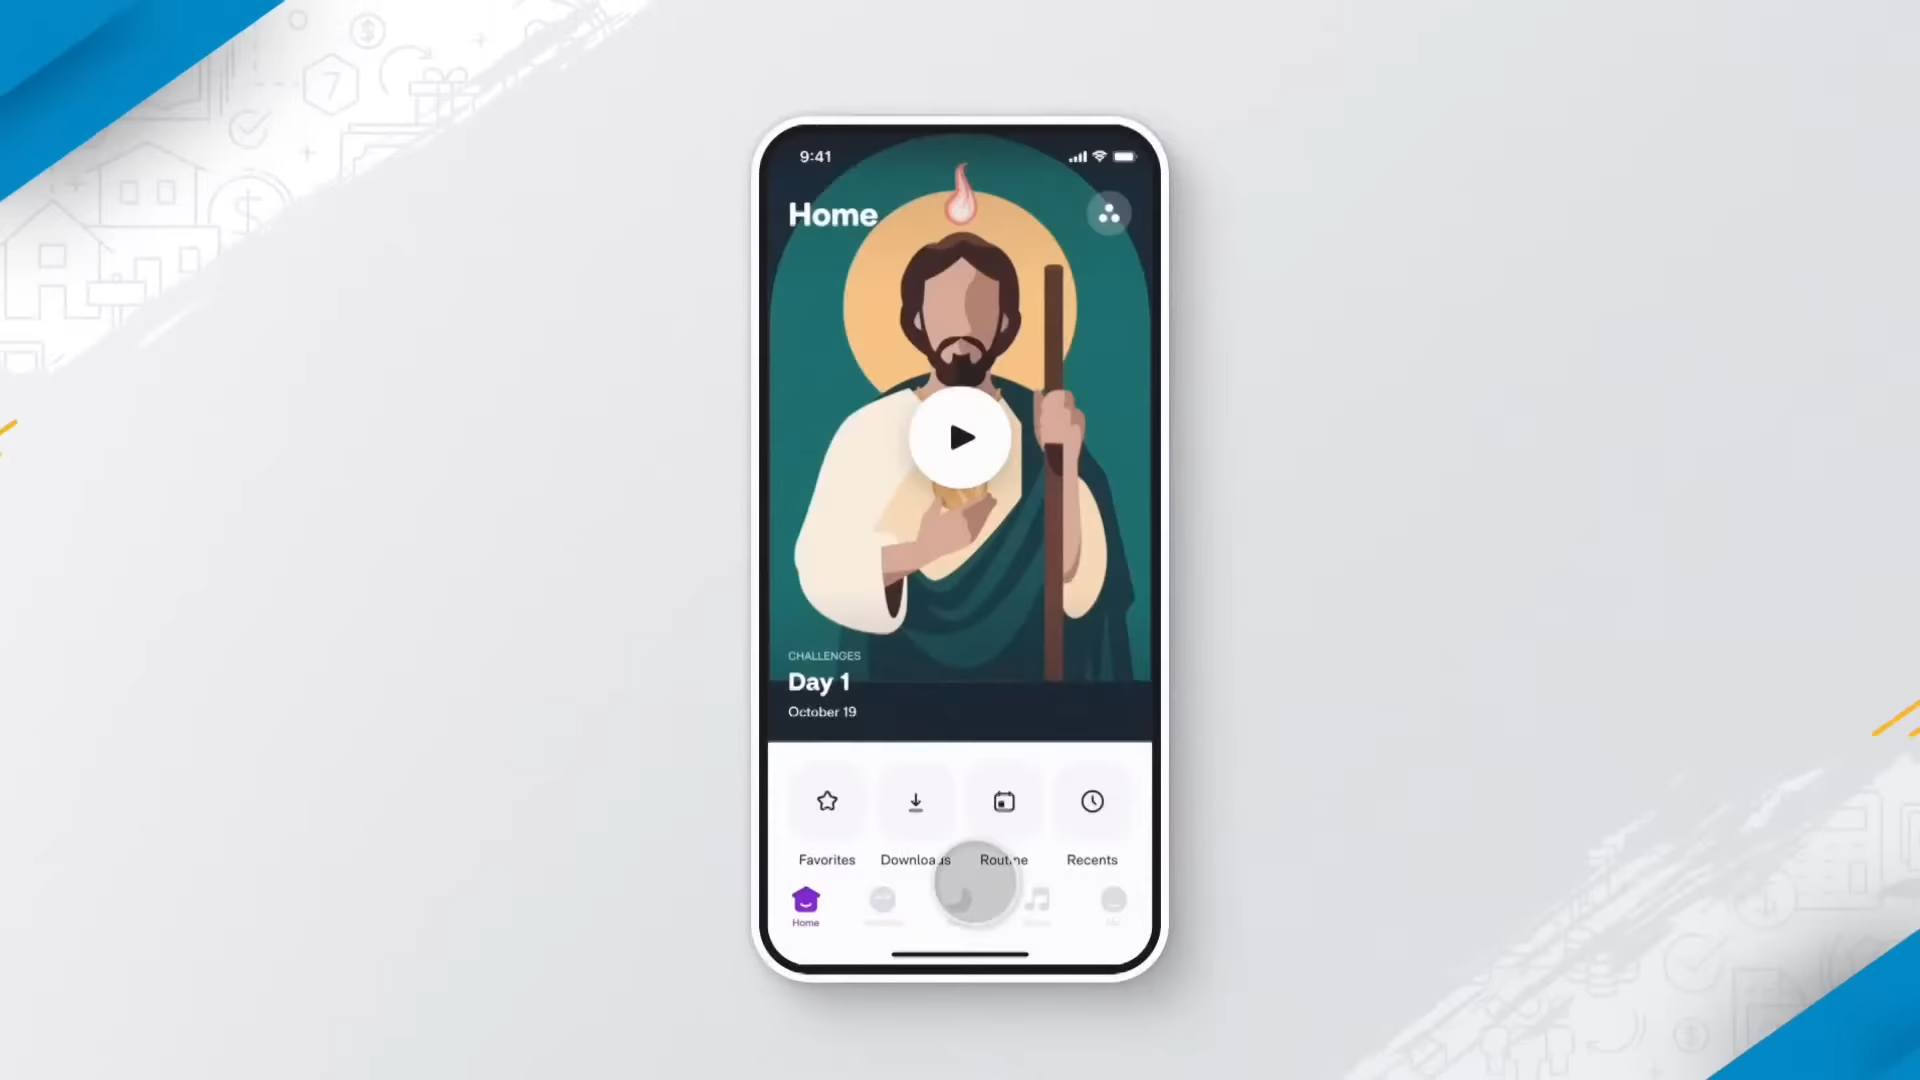 9:41
Home
CHALLENGES
Day 1
October 19
Favorites
Recents
Home